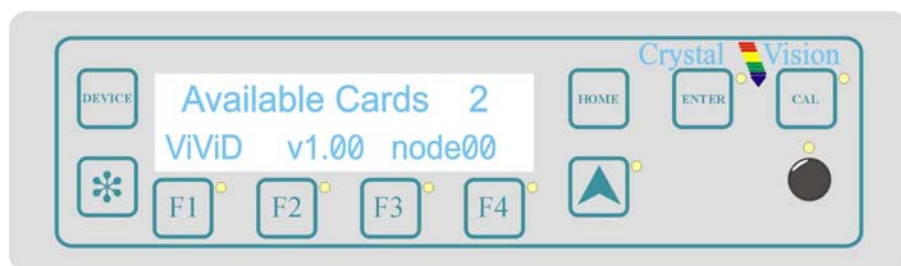 Crystal Vision
DEVICE
Available Cards 2
ViViD v1.00 node00
HOME
ENTER
CAL
F1
F2
F3
F4